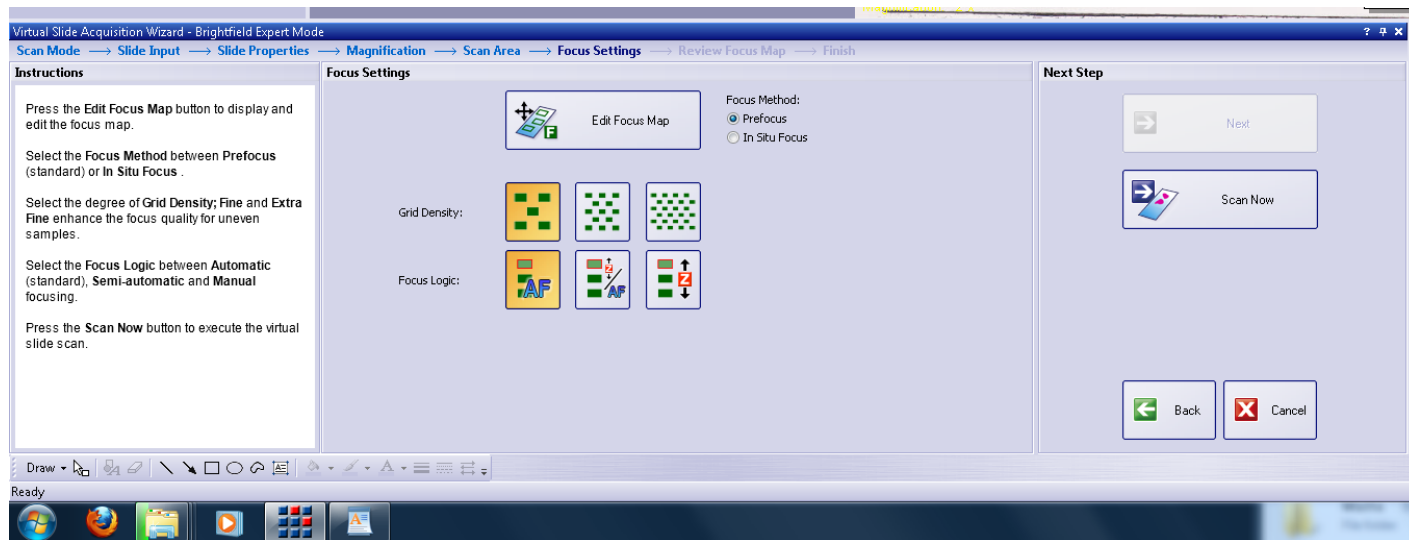 Virtual Slide Acquisition Wizard - Brightfield Expert Mode
Scan Mode → Slide Input → Slide Properties → Magnification → Scan Area → Focus Settings → Review Focus Map → Finish
Instructions
Press the Edit Focus Map button to display and
edit the focus map.
Select the Focus Method between Prefocus
(standard) or In Situ Focus .
Select the degree of Grid Density; Fine and Extra
Fine enhance the focus quality for uneven
samples.
Select the Focus Logic between Automatic
(standard), Semi-automatic and Manual
focusing.
Press the Scan Now button to execute the virtual
slide scan.
Focus Settings
F
Edit Focus Map
Focus Method:
Prefocus
In Situ Focus
Grid Density:
Focus Logic:
AF
Z
AF
Z
Next Step
Next
Scan Now
Back
Cancel
Draw
A
Ready